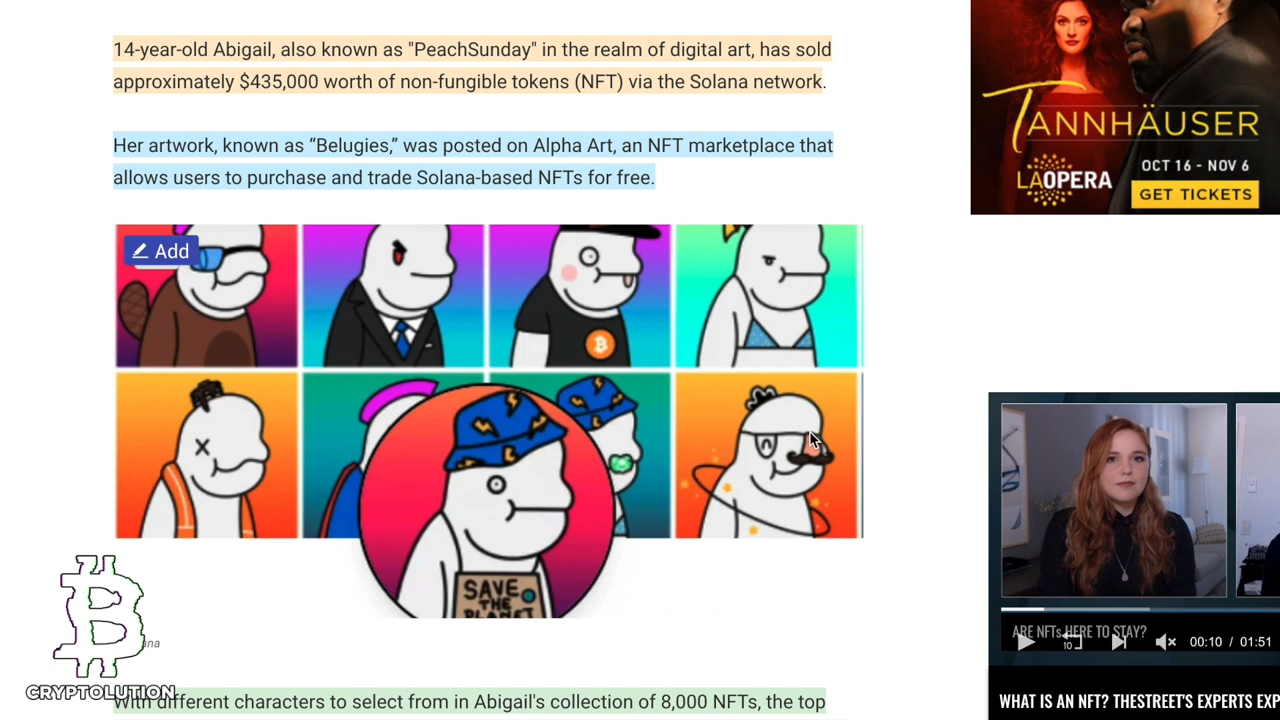 14-year-old Abigail, also known as "PeachSunday" in the realm of digital art, has sold
approximately $435,000 worth of non-fungible tokens (NFT) via the Solana network.
Her artwork, known as “Belugies,” was posted on Alpha Art, an NFT marketplace that
allows users to purchase and trade Solana-based NFTs for free.
Add
SAVE
THE
PLANET
ana
CRYPTOLUTION
With different characters to select from in Abigail's collection of 8,000 NFTs, the top
TANNHÄUSER
OCT 16 - NOV 6
LAOPERA
GET TICKETS
ARE NFTs HERE TO STAY?
10
00:10 / 01:51
WHAT IS AN NFT? THESTREET'S EXPERTS EXP